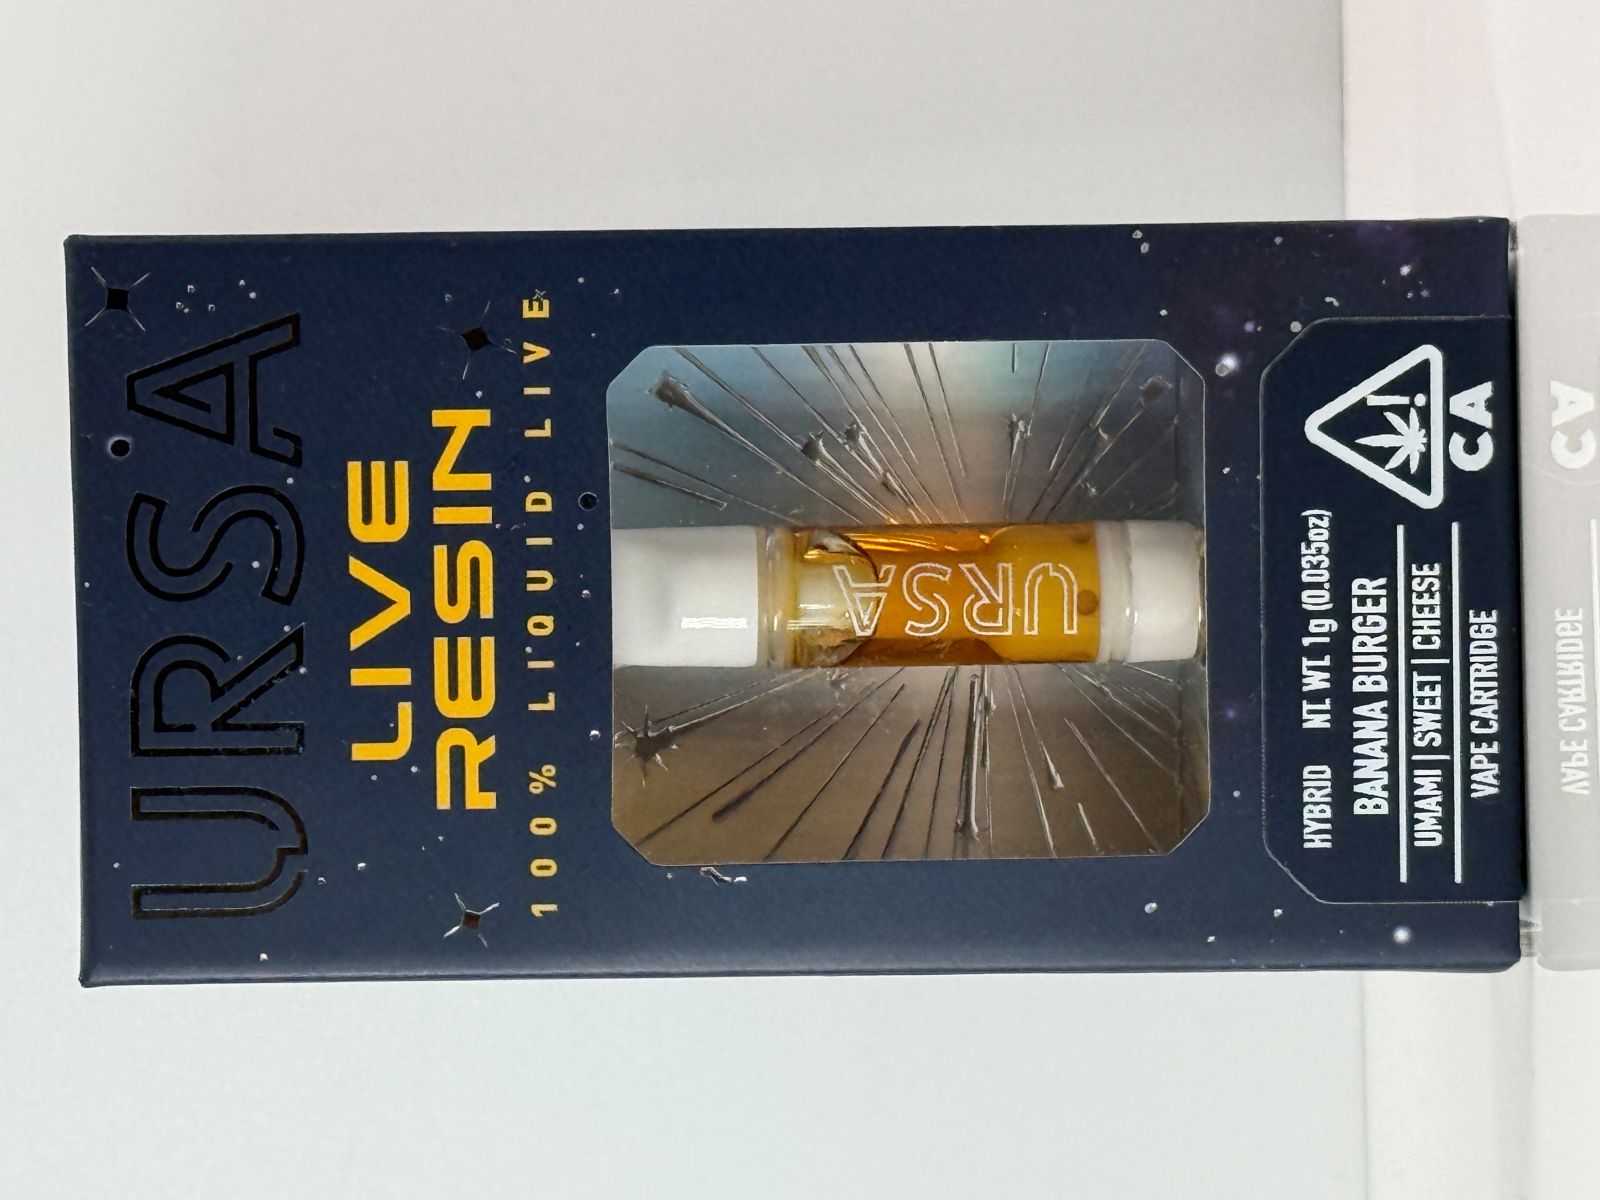 URSA
LIVE
RESIN
100% LIQUID LIVE
URSA
HYBRID NT. WT. 1g (0.035oz)
BANANA BURGER
UMAMI | SWEET | CHEESE
VAPE CARTRIDGE
CA